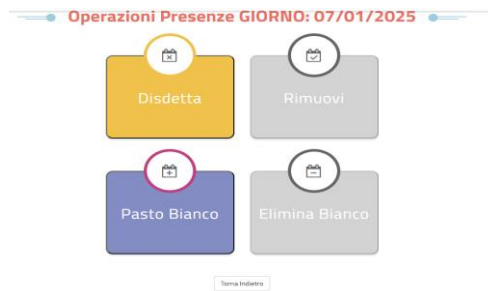 Operazioni Presenze GIORNO: 07/01/2025
Disdetta
Rimuovi
Pasto Bianco
Elimina Bianco
Torna Indietro